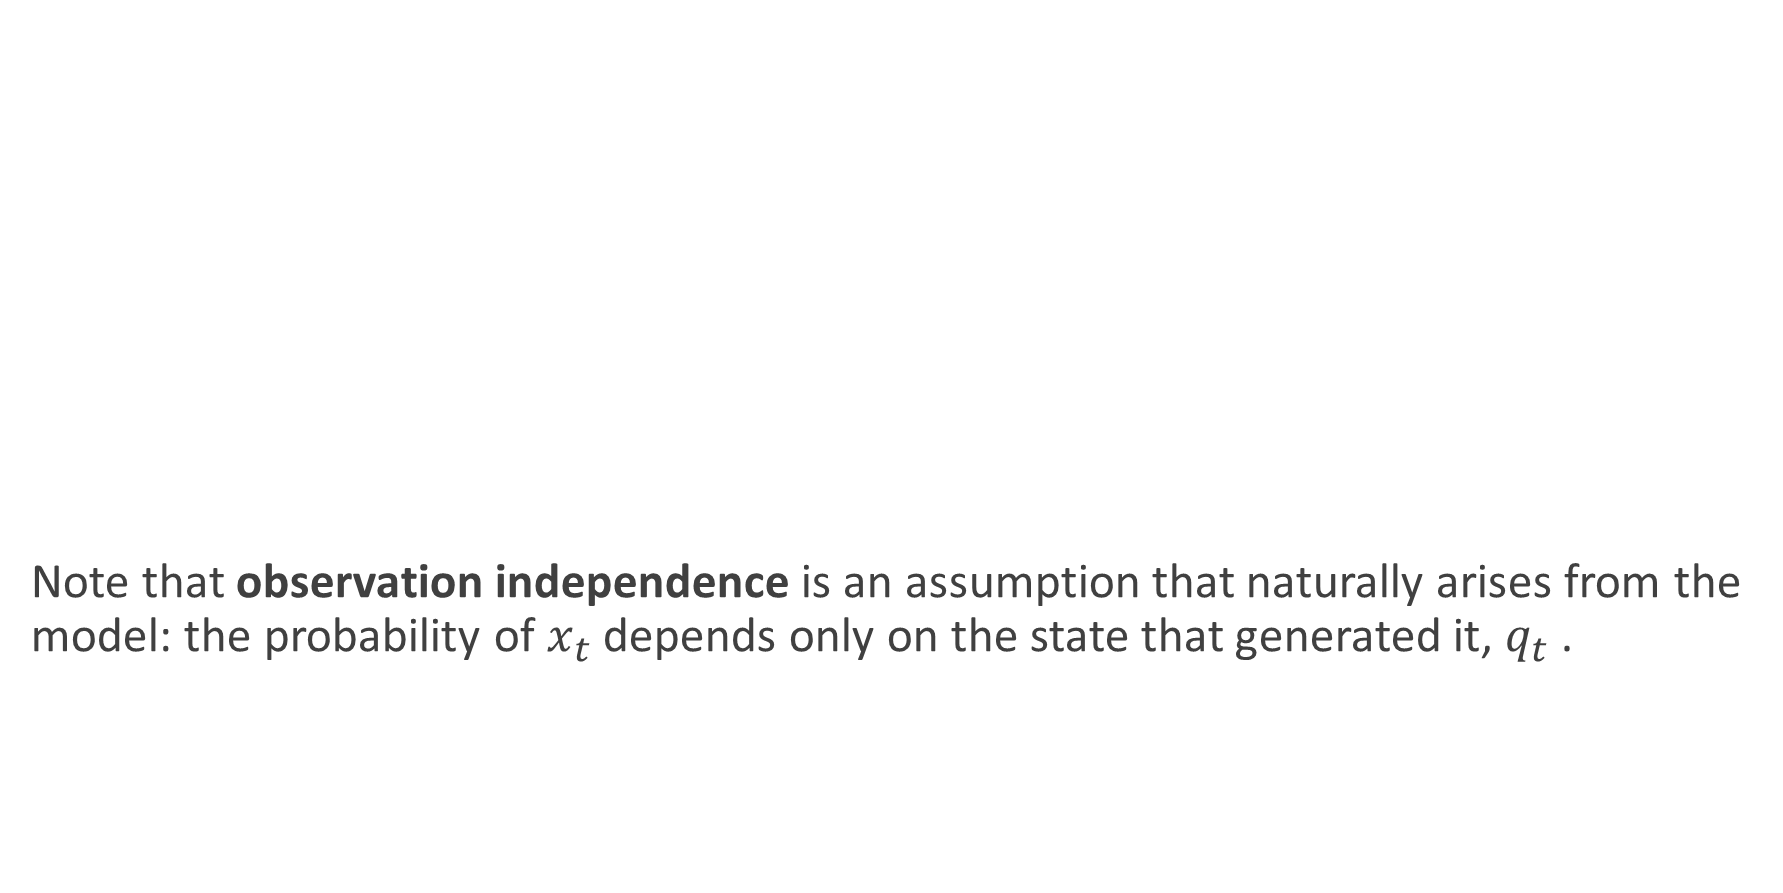 Note that observation independence is an assumption that naturally arises from the
model: the probability of 𝑥𝑡 depends only on the state that generated it, 𝑞𝑡 .